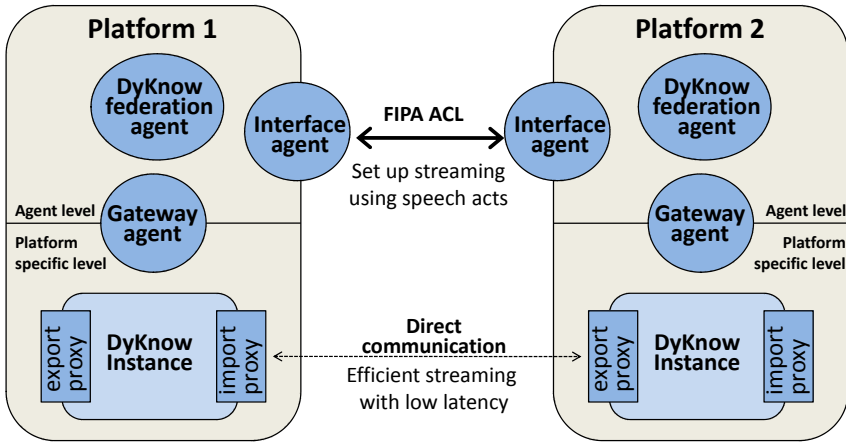 Platform 1
DyKnow
federation
agent
Interface
agent
Agent level
Gateway
agent
Platform
specific level
export
proxy
DyKnow
Instance
import
proxy
FIPA ACL
Set up streaming
using speech acts
Direct
communication
Efficient streaming
with low latency
Platform 2
DyKnow
federation
agent
Interface
agent
Gateway
agent
Agent level
Platform
specific level
export
proxy
DyKnow
Instance
import
proxy